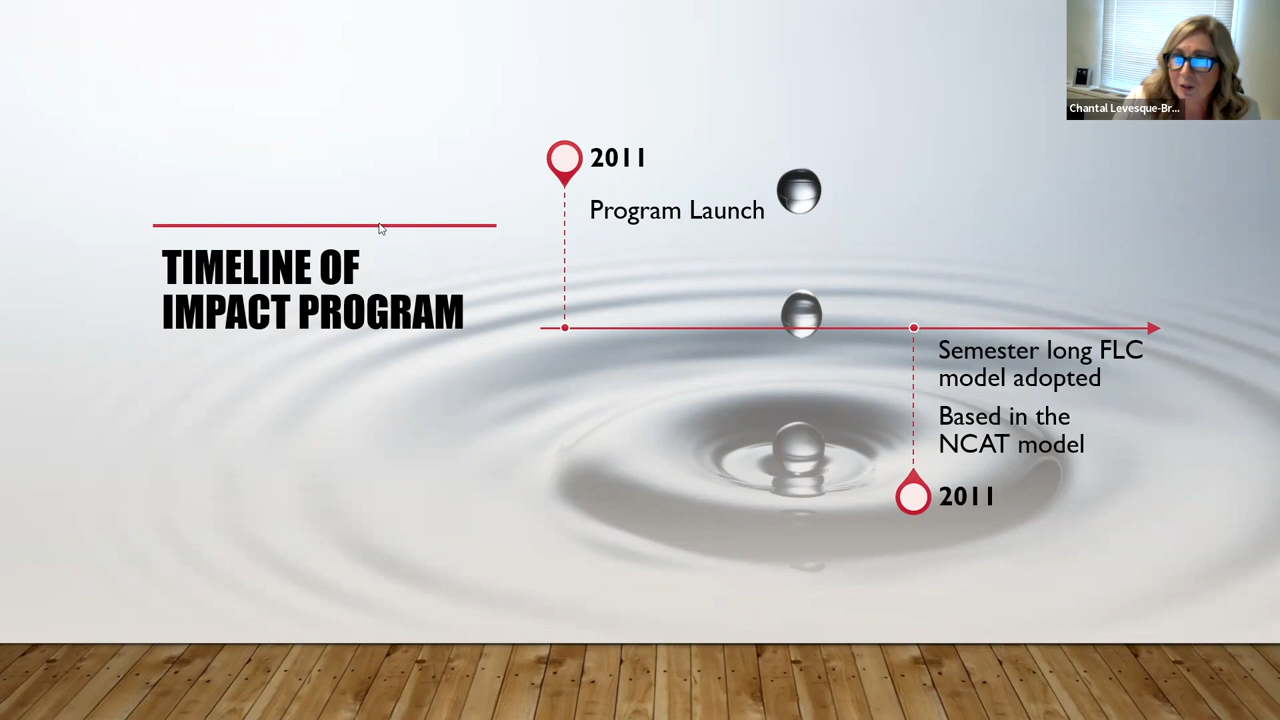 Chantal Levesque-Br...
2011
Program Launch
TIMELINE OF
IMPACT PROGRAM
Semester long FLC
model adopted
Based in the
NCAT model
2011